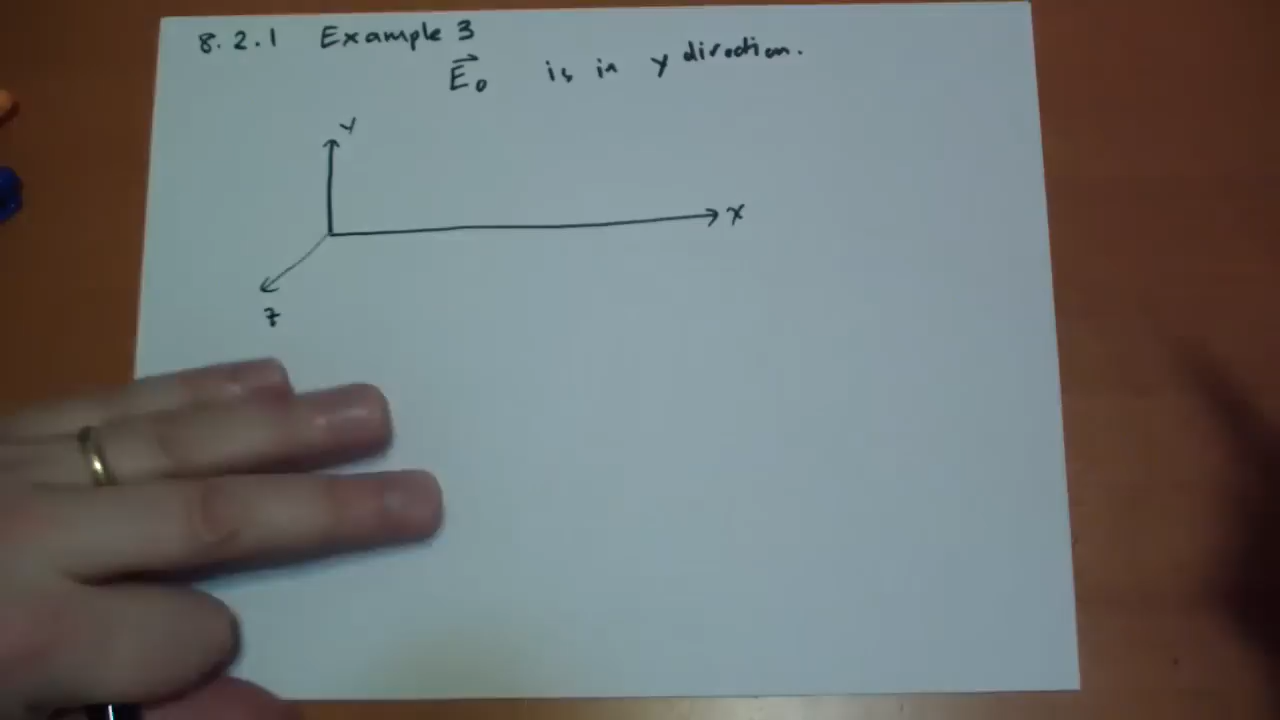 8.2.1 Example 3
E⃗₀ is in y direction.
y
x
z